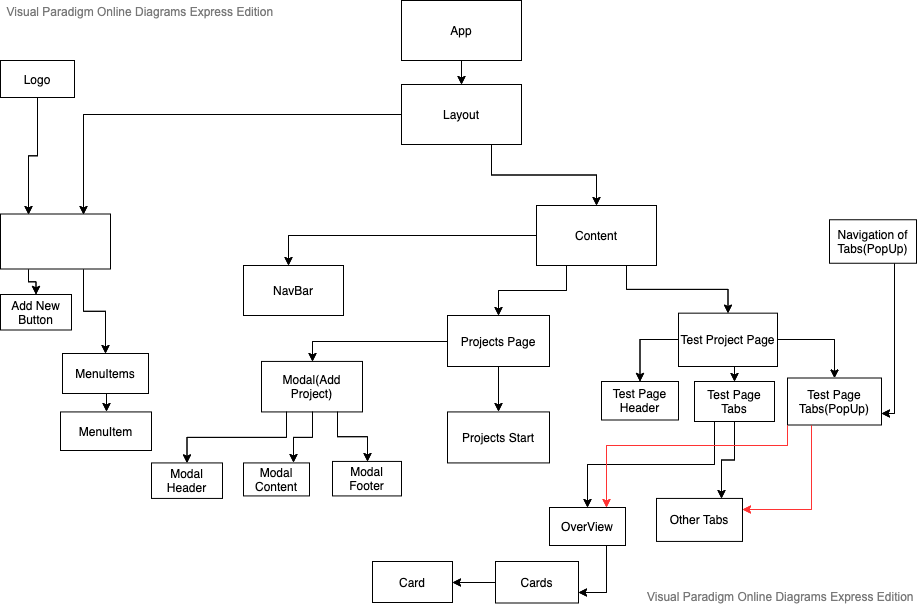 Visual Paradigm Online Diagrams Express Edition
App
Logo
Layout
Content
Navigation of
Tabs(PopUp)
NavBar
Add New
Button
Projects Page
Test Project Page
MenuItems
Modal(Add
Project)
Test Page
Header
Test Page
Tabs
Test Page
Tabs(PopUp)
MenuItem
Projects Start
Modal
Header
Modal
Content
Modal
Footer
OverView
Other Tabs
Card
Cards
Visual Paradigm Online Diagrams Express Edition